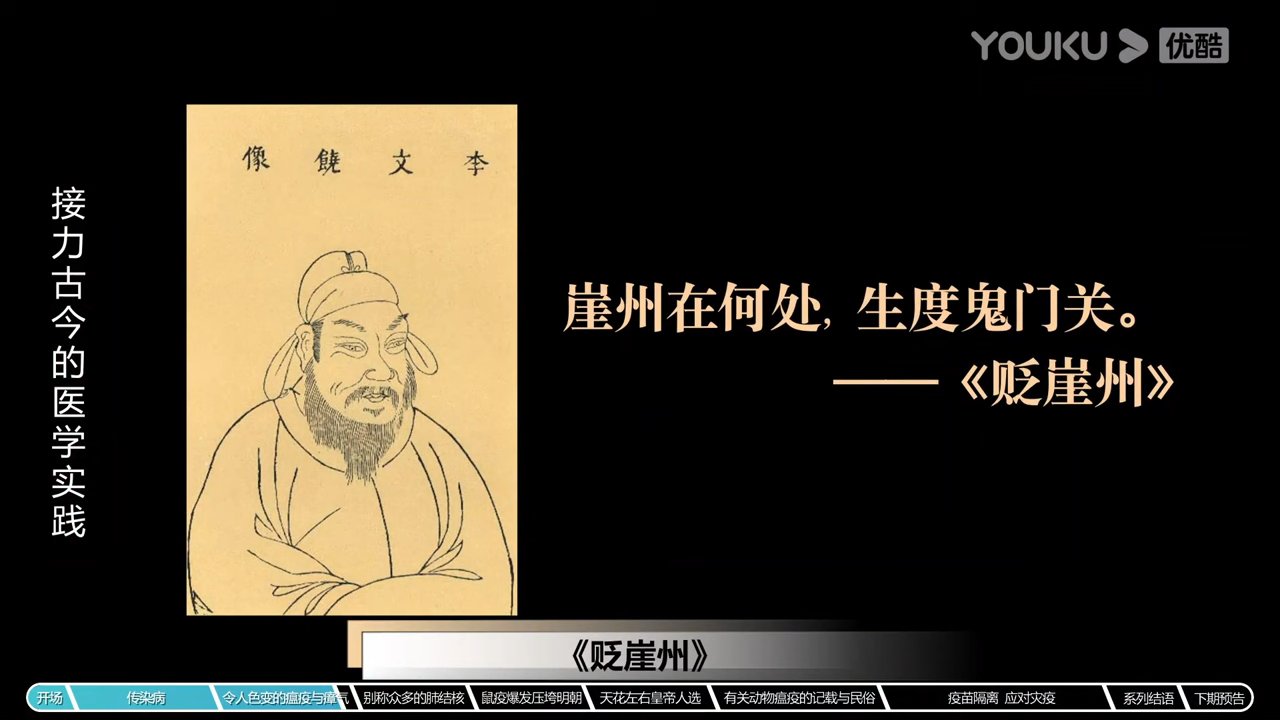 YOUKU 优酷
像 饒 文 李
接力古今的医学实践
崖州在何处，生度鬼门关。
——《贬崖州》
《贬崖州》
开场 传染病 令人色变的瘟疫与瘴气 别称众多的肺结核 鼠疫爆发压垮明朝 天花左右皇帝人选 有关动物瘟疫的记载与民俗 疫苗隔离 应对灾疫 系列结语 下期预告